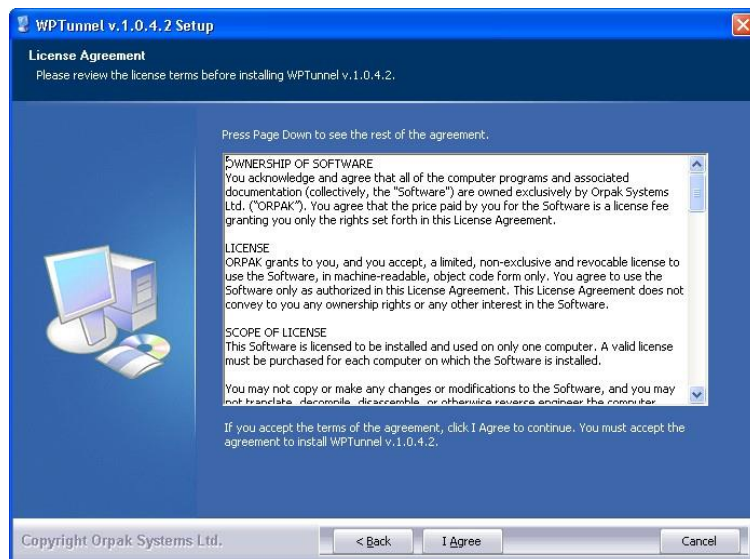 WPTunnel v.1.0.4.2 Setup
License Agreement
Please review the license terms before installing WPTunnel v.1.0.4.2.
Press Page Down to see the rest of the agreement.
OWNERSHIP OF SOFTWARE
You acknowledge and agree that all of the computer programs and associated
documentation (collectively, the "Software") are owned exclusively by Orpak Systems
Ltd. ("ORPAK"). You agree that the price paid by you for the Software is a license fee
granting you only the rights set forth in this License Agreement.
LICENSE
ORPAK grants to you, and you accept, a limited, non-exclusive and revocable license to
use the Software, in machine-readable, object code form only. You agree to use the
Software only as authorized in this License Agreement. This License Agreement does not
convey to you any ownership rights or any other interest in the Software.
SCOPE OF LICENSE
This Software is licensed to be installed and used on only one computer. A valid license
must be purchased for each computer on which the Software is installed.
You may not copy or make any changes or modifications to the Software, and you may
not translate, decompile, disassemble, or otherwise reverse engineer the computer
If you accept the terms of the agreement, click I Agree to continue. You must accept the
agreement to install WPTunnel v.1.0.4.2.
Copyright Orpak Systems Ltd.
< Back
I Agree
Cancel